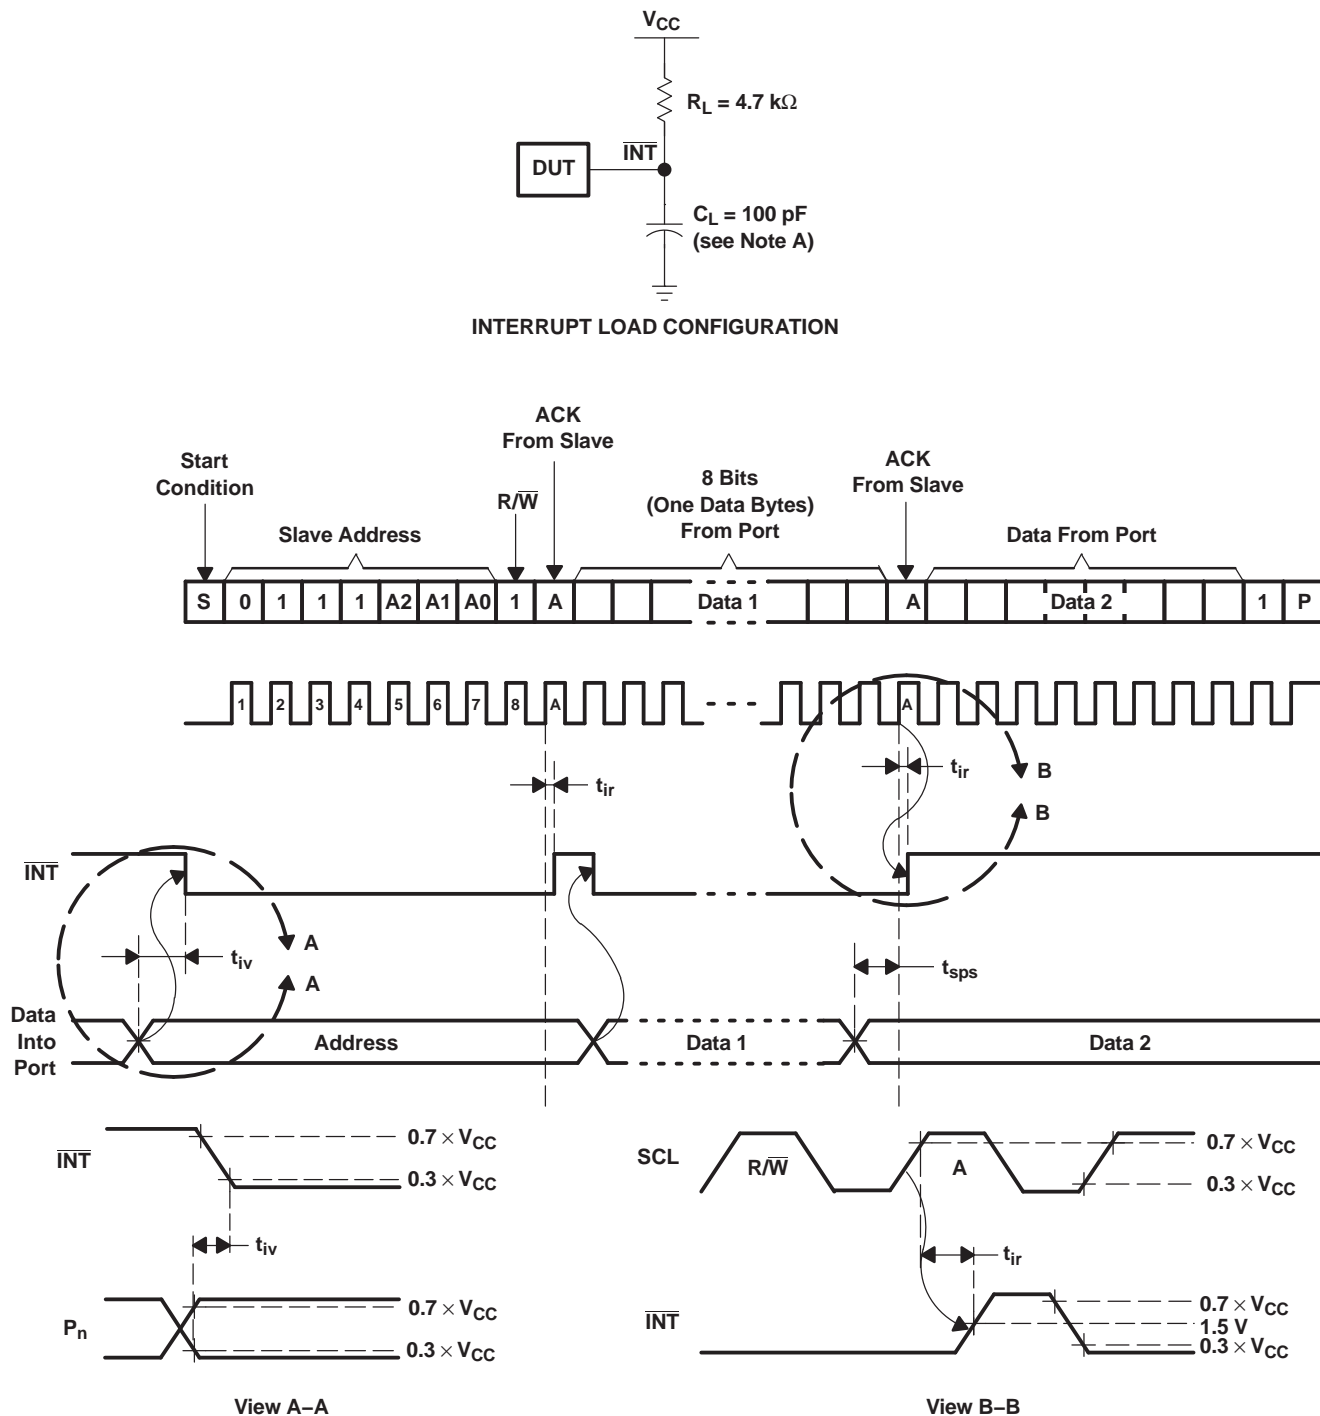 VCC
RL = 4.7 kΩ
INT
DUT
CL = 100 pF
(see Note A)
INTERRUPT LOAD CONFIGURATION
Start
Condition
Slave Address
R/W
ACK
From Slave
8 Bits
(One Data Bytes)
From Port
ACK
From Slave
Data From Port
S 0 1 1 1 A2 A1 A0 1 A Data 1 A Data 2 1 P
1 2 3 4 5 6 7 8 A A
tir
tir
B
B
INT
tiv
A
A
tsps
Data
Into
Port
Address
Data 1
Data 2
INT
0.7 × VCC
0.3 × VCC
tiv
Pn
0.7 × VCC
0.3 × VCC
View A–A
SCL
R/W
A
0.7 × VCC
0.3 × VCC
tir
INT
0.7 × VCC
1.5 V
0.3 × VCC
View B–B